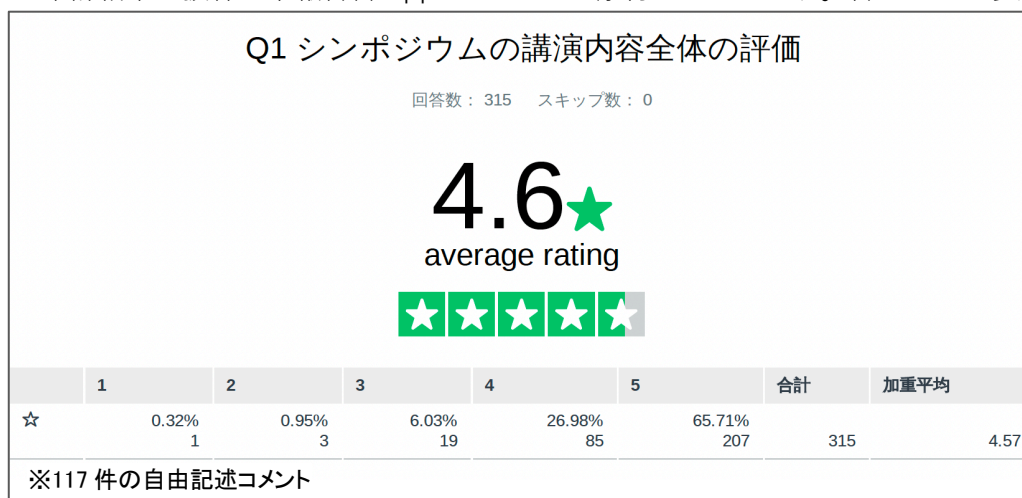 Q1 シンポジウムの講演内容全体の評価
回答数： 315 スキップ数： 0
4.6
average rating
1 2 3 4 5 合計 加重平均
0.32% 0.95% 6.03% 26.98% 65.71%
1 3 19 85 207 315 4.57
※117 件の自由記述コメント